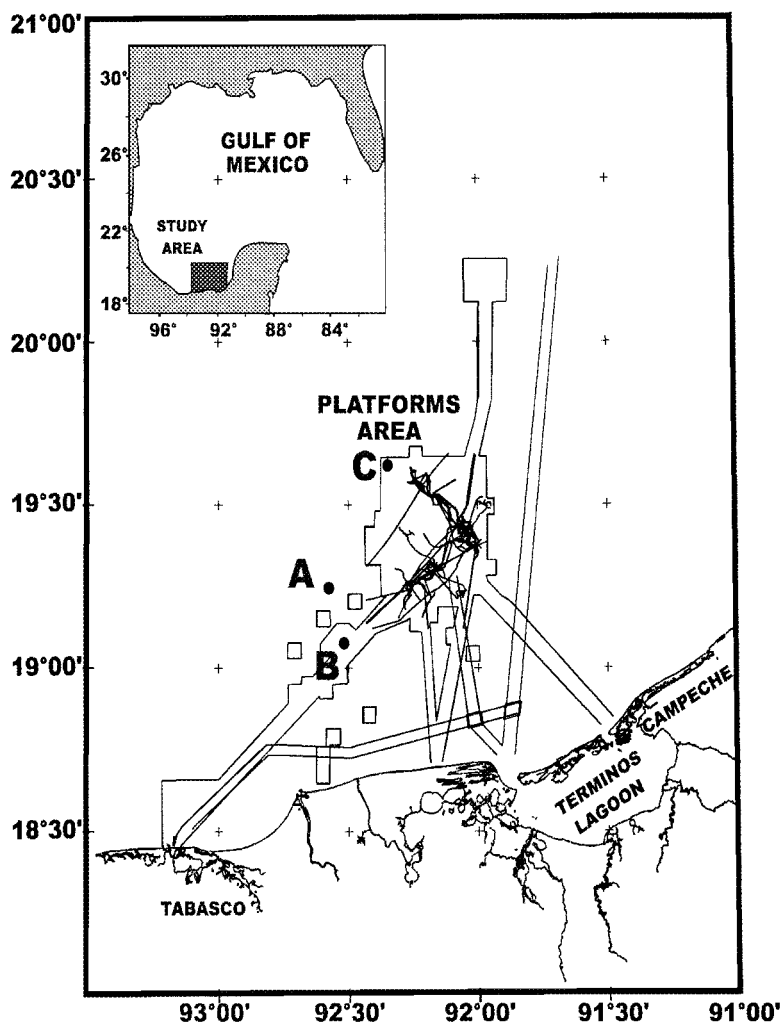 21°00'
30°
GULF OF
MEXICO
26°
20°30'
STUDY
AREA
22°
18°
96° 92° 88° 84°
20°00'
PLATFORMS
AREA
C
19°30'
A
B
19°00'
CAMPECHE
TERMINOS
LAGOON
18°30'
TABASCO
93°00' 92°30' 92°00' 91°30' 91°00'